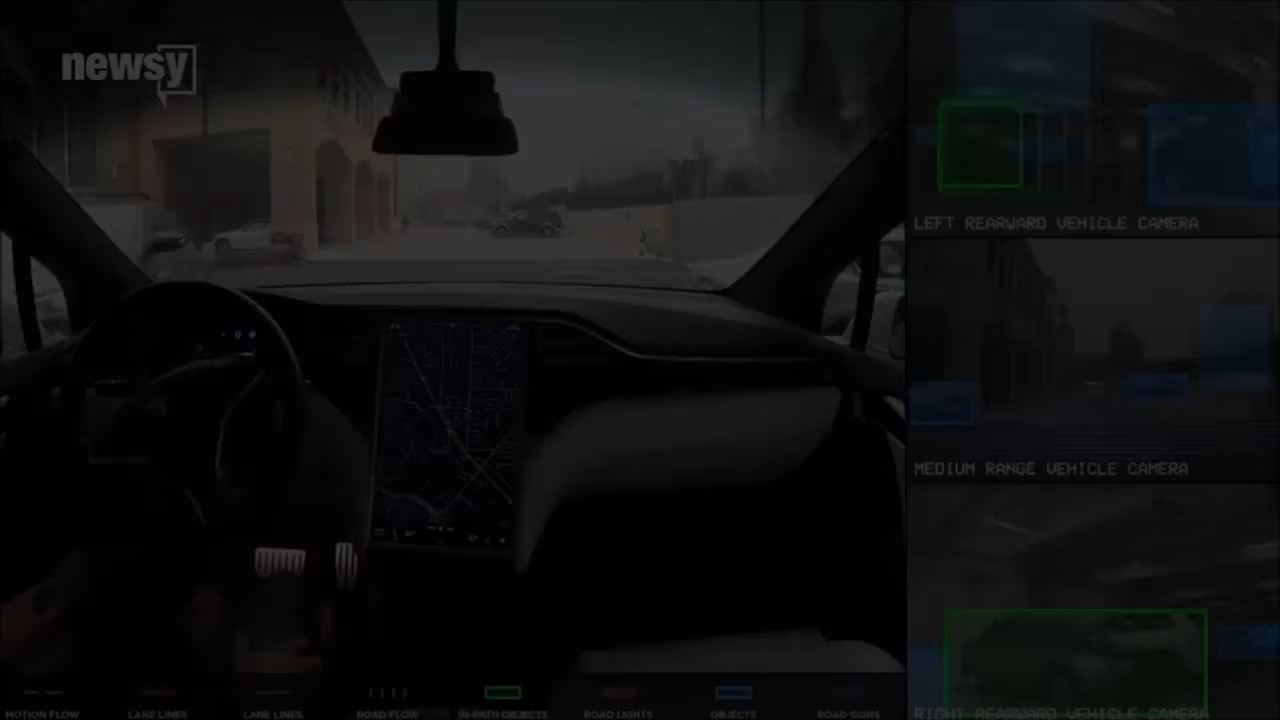 newsy
LEFT REARWARD VEHICLE CAMERA
MEDIUM RANGE VEHICLE CAMERA
RIGHT REARWARD VEHICLE CAMERA
MOTION FLOW
LANE LINES
LANE LINES
ROAD FLOW
IN-PATH OBJECTS
ROAD LIGHTS
OBJECTS
ROAD SIGNS